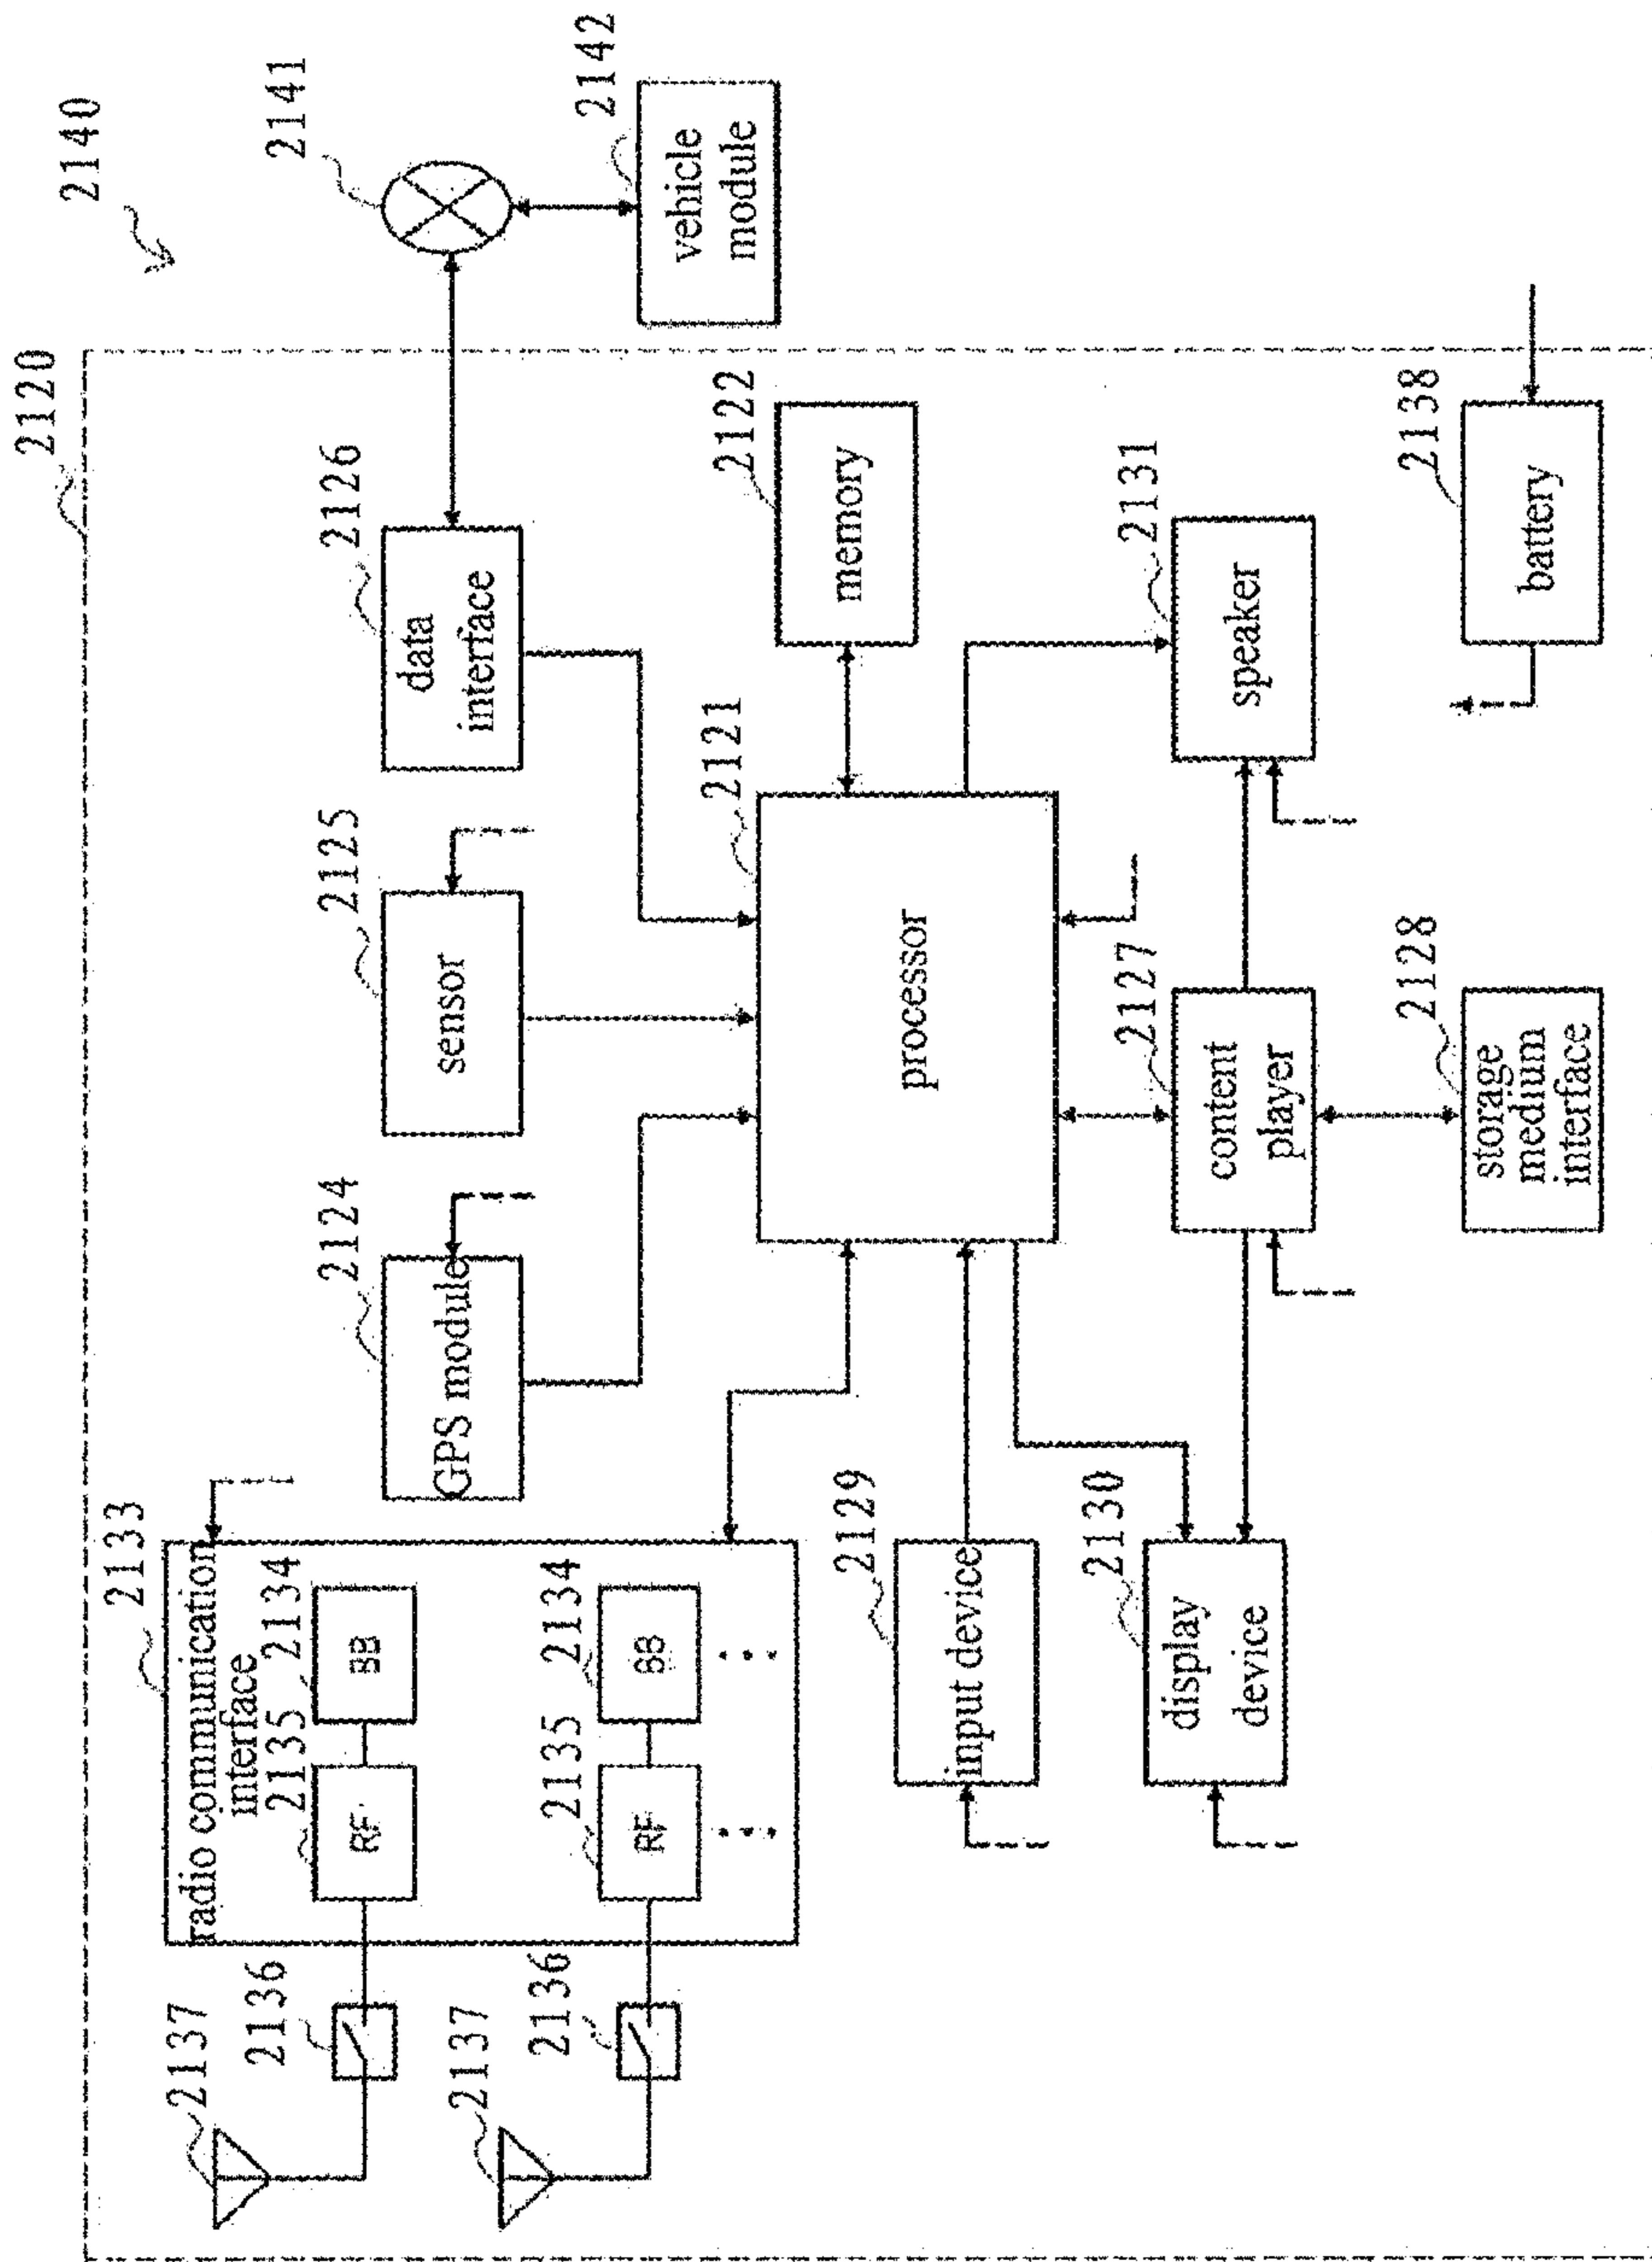 2140
2120
2141
2142
vehicle
module
2133
radio communication
interface
2137
2136
2135
2134
RF
BB
2137
2136
2135
2134
RF
BB
2124
GPS module
2125
sensor
2126
data
interface
2121
processor
2122
memory
2129
input device
2130
display
device
2127
content
player
2131
speaker
2128
storage
medium
interface
2138
battery